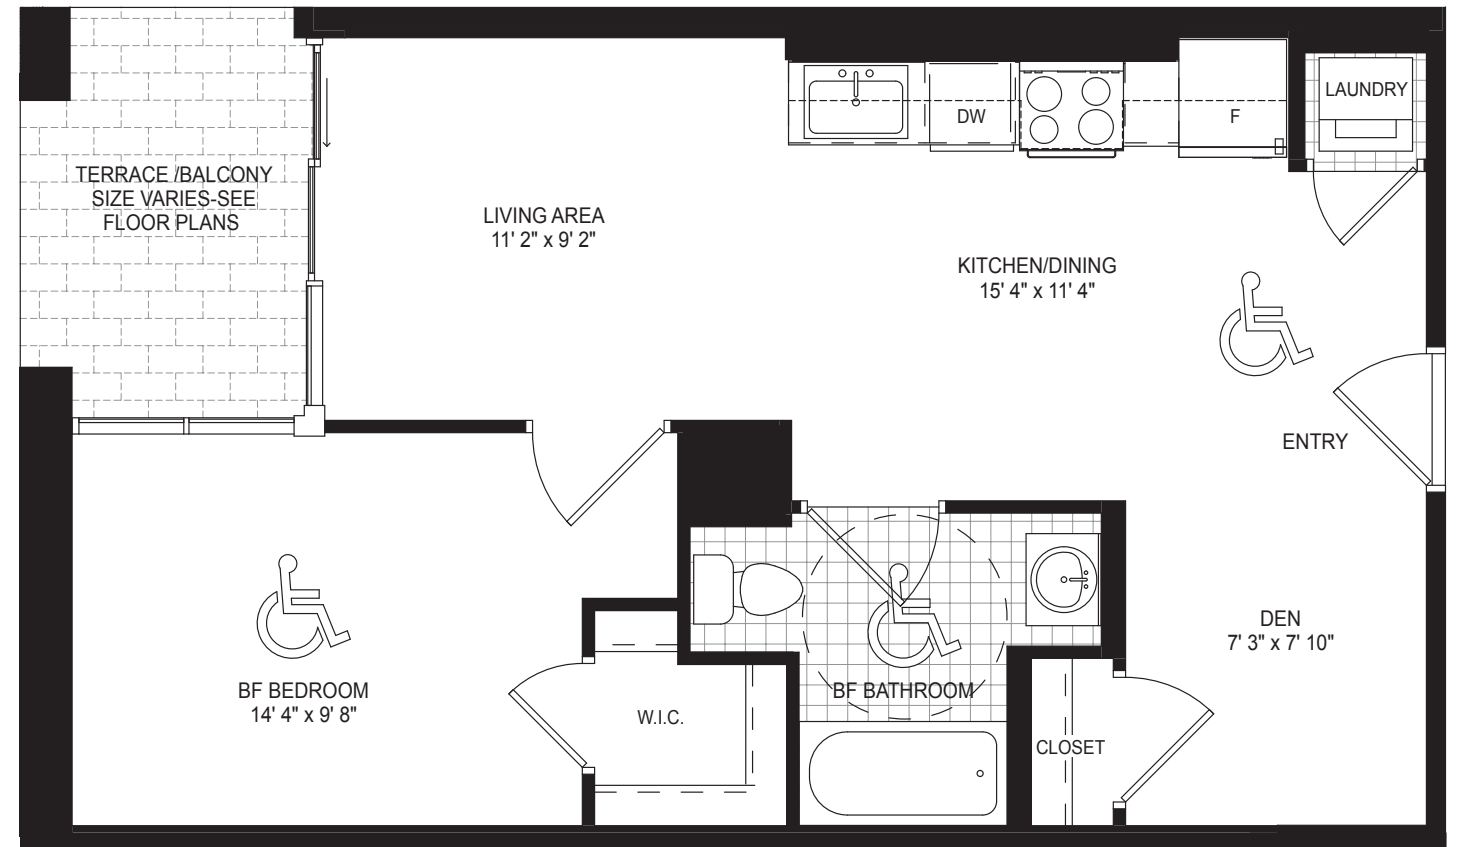 LAUNDRY
DW
F
TERRACE /BALCONY
SIZE VARIES-SEE
FLOOR PLANS
LIVING AREA
11' 2" x 9' 2"
KITCHEN/DINING
15' 4" x 11' 4"
ENTRY
DEN
7' 3" x 7' 10"
BF BEDROOM
14' 4" x 9' 8"
BF BATHROOM
W.I.C.
CLOSET